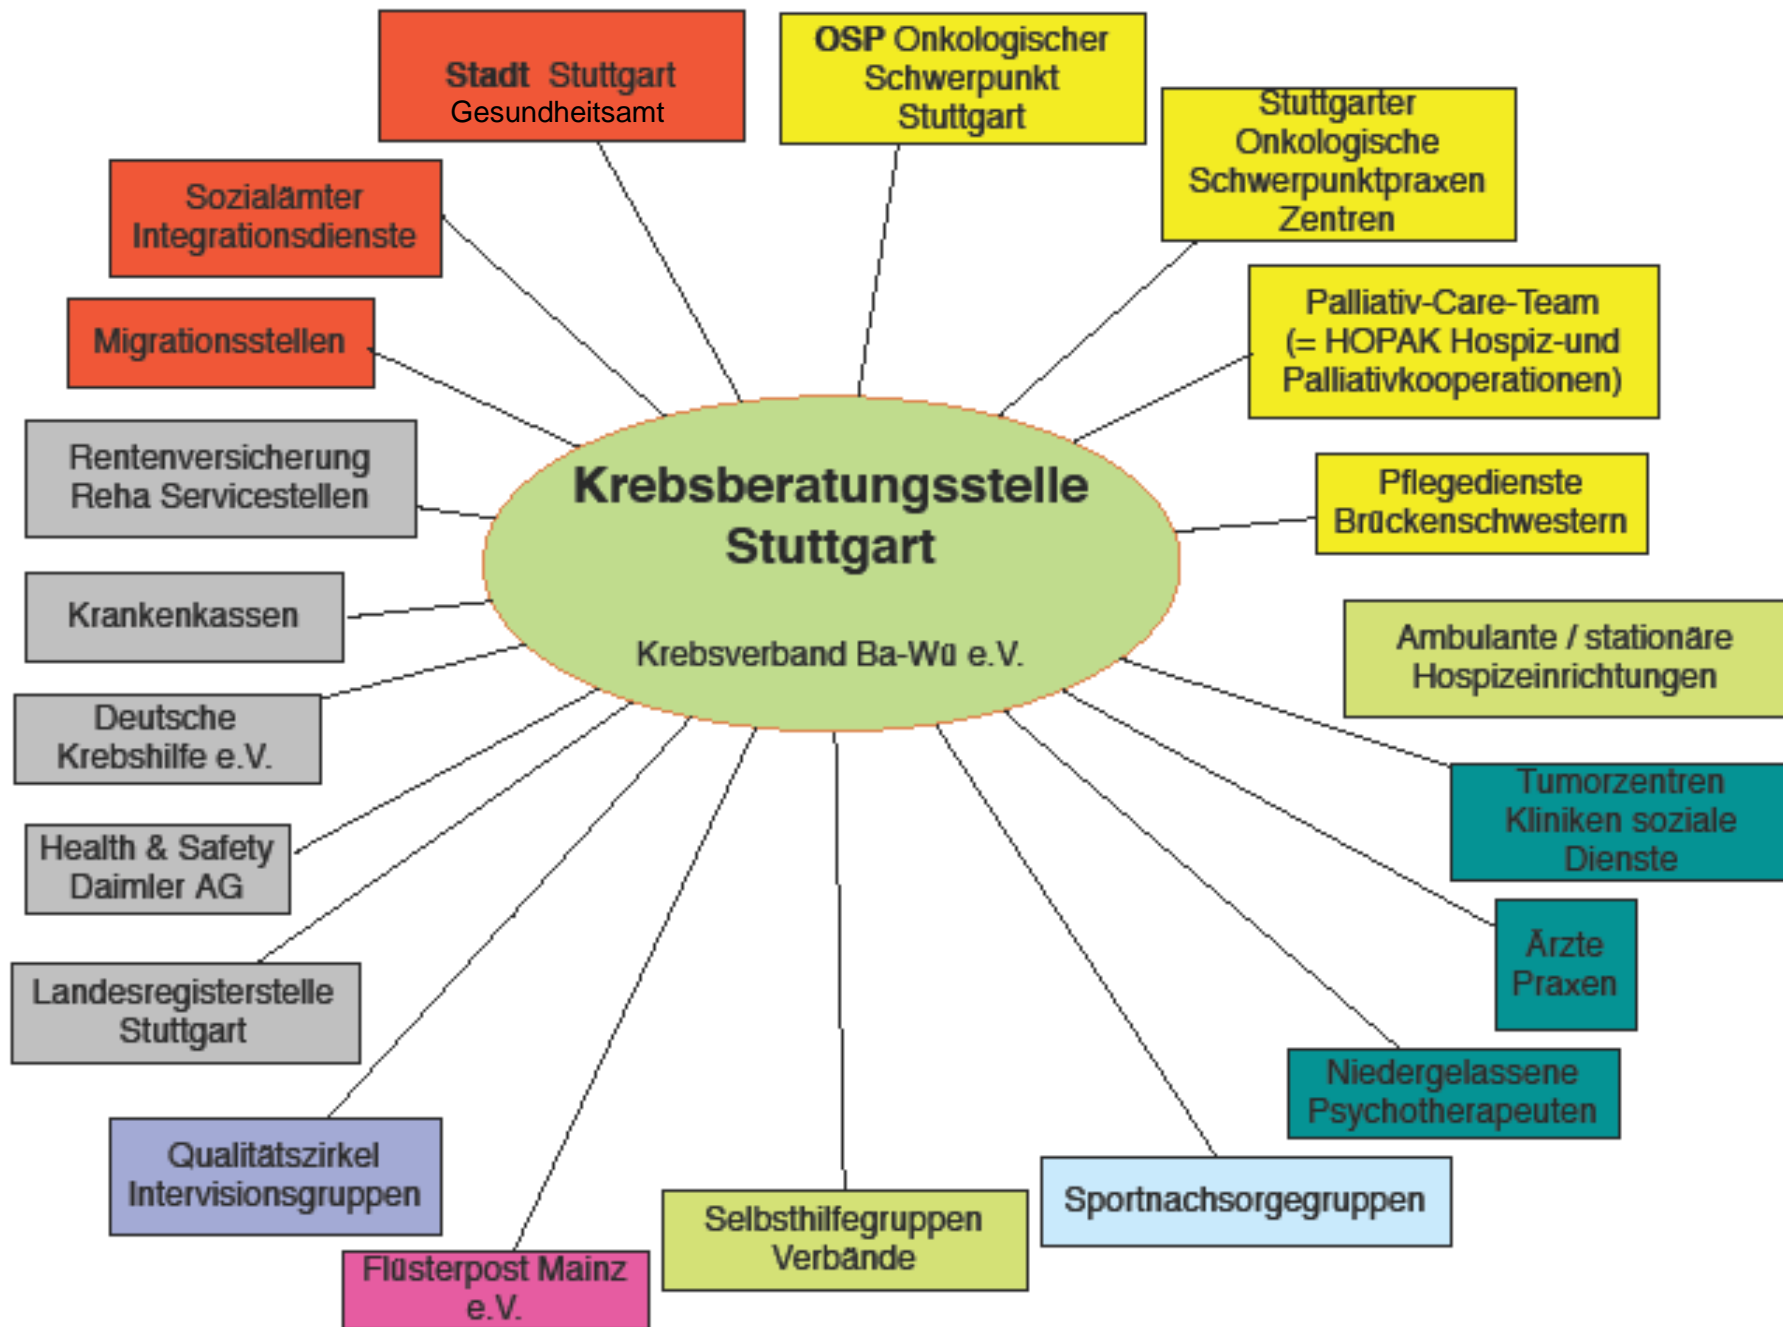 Stadt Stuttgart
Gesundheitsamt
OSP Onkologischer
Schwerpunkt
Stuttgart
Stuttgarter
Onkologische
Schwerpunktpraxen
Zentren
Sozialämter
Integrationsdienste
Palliativ-Care-Team
(= HOPAK Hospiz-und
Palliativkooperationen)
Migrationsstellen
Rentenversicherung
Reha Servicestellen
Krebsberatungsstelle
Stuttgart
Krebsverband Ba-Wü e.V.
Pflegedienste
Brückenschwestern
Krankenkassen
Ambulante / stationäre
Hospizeinrichtungen
Deutsche
Krebshilfe e.V.
Tumorzentren
Kliniken soziale
Dienste
Health & Safety
Daimler AG
Ärzte
Praxen
Landesregisterstelle
Stuttgart
Niedergelassene
Psychotherapeuten
Qualitätszirkel
Intervisionsgruppen
Sportnachsorgegruppen
Selbsthilfegruppen
Verbände
Flüsterpost Mainz
e.V.